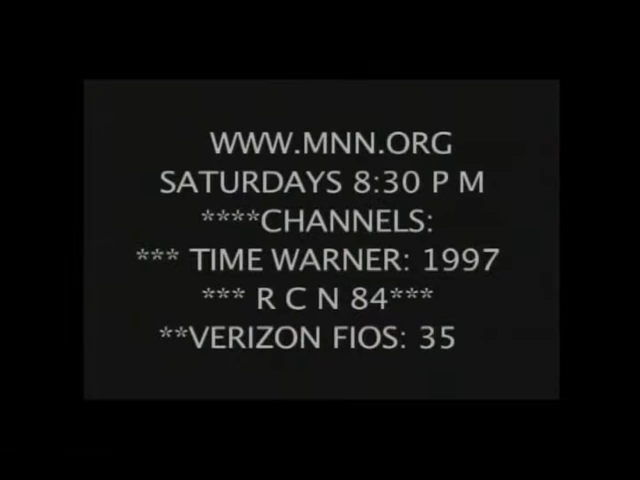 WWW.MNN.ORG
SATURDAYS 8:30 P M
****CHANNELS:
*** TIME WARNER: 1997
*** R C N 84***
**VERIZON FIOS: 35